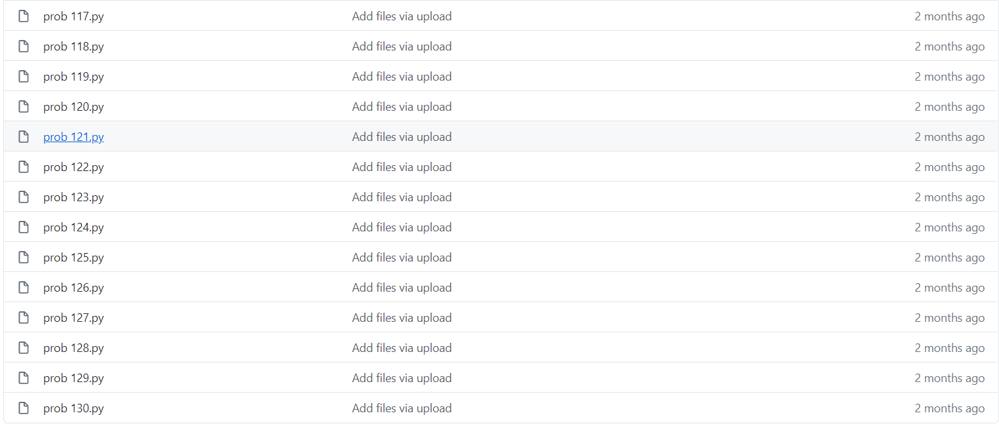 prob 117.py Add files via upload 2 months ago
prob 118.py Add files via upload 2 months ago
prob 119.py Add files via upload 2 months ago
prob 120.py Add files via upload 2 months ago
prob 121.py Add files via upload 2 months ago
prob 122.py Add files via upload 2 months ago
prob 123.py Add files via upload 2 months ago
prob 124.py Add files via upload 2 months ago
prob 125.py Add files via upload 2 months ago
prob 126.py Add files via upload 2 months ago
prob 127.py Add files via upload 2 months ago
prob 128.py Add files via upload 2 months ago
prob 129.py Add files via upload 2 months ago
prob 130.py Add files via upload 2 months ago